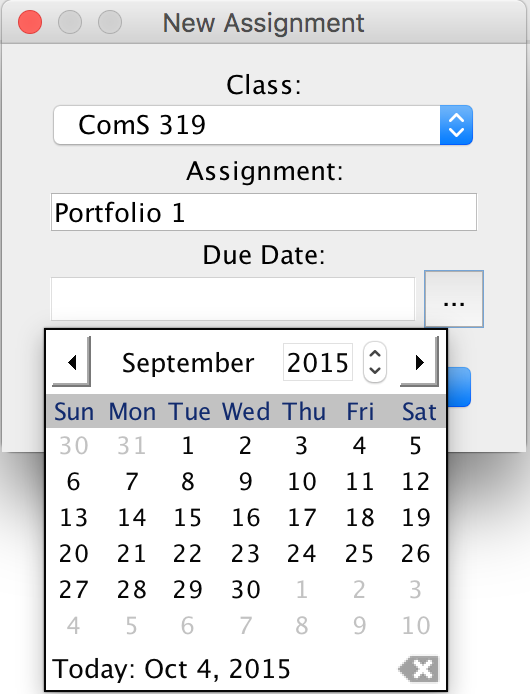 New Assignment
Class:
ComS 319
Assignment:
Portfolio 1
Due Date:
...
September 2015
Sun Mon Tue Wed Thu Fri Sat
30 31 1 2 3 4 5
6 7 8 9 10 11 12
13 14 15 16 17 18 19
20 21 22 23 24 25 26
27 28 29 30 1 2 3
4 5 6 7 8 9 10
Today: Oct 4, 2015